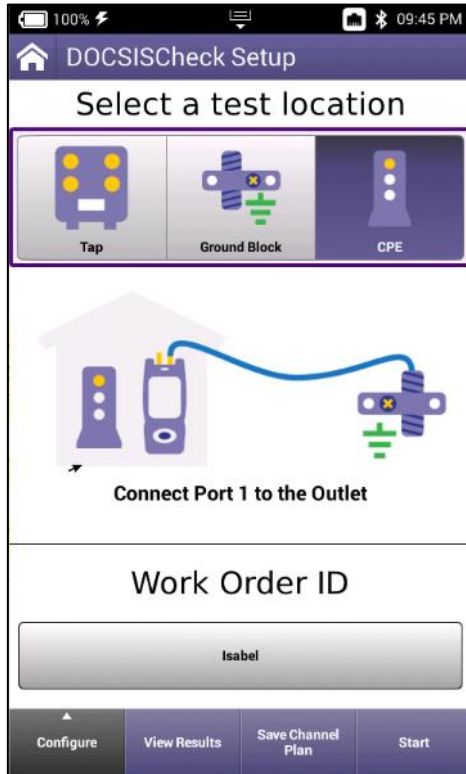 100% 09:45 PM
DOCSISCheck Setup
Select a test location
Tap Ground Block CPE
Connect Port 1 to the Outlet
Work Order ID
Isabel
Configure View Results Save Channel Start
Plan